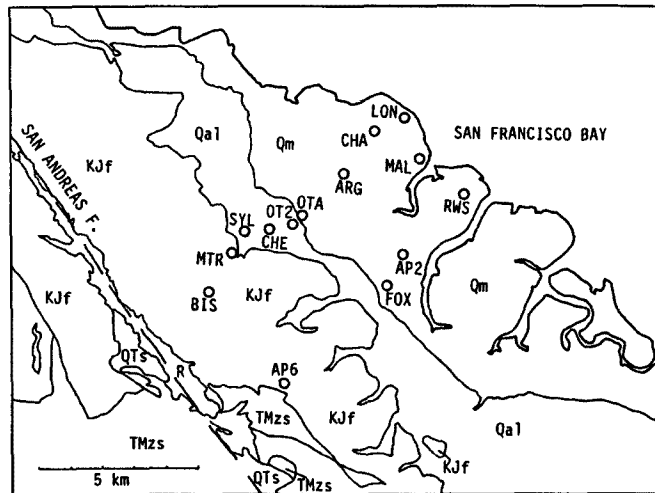 LON
Qal
Qm
CHA
SAN FRANCISCO BAY
KJf
MAL
ARG
SAN ANDREAS F.
RWS
OTA
OT2
SYL
CHE
MTR
AP2
KJf
KJf
Qm
BIS
FOX
QTs
R
AP6
TMzs
KJf
Qal
TMzs
KJf
5 km
QTs
TMzs